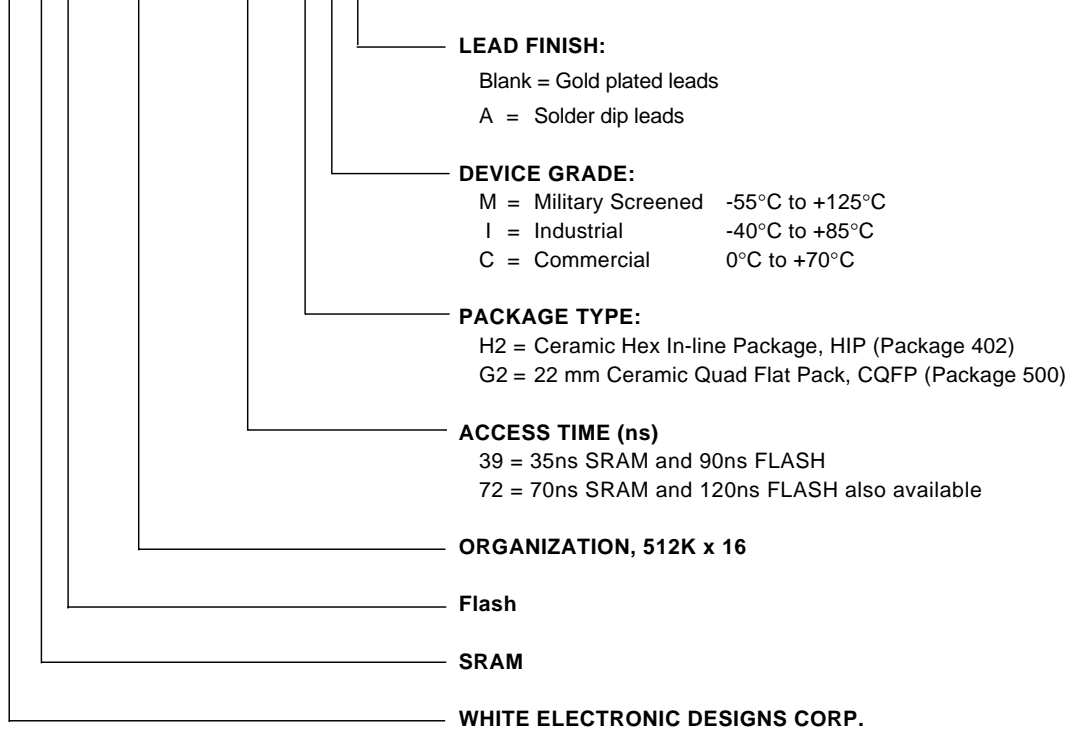 LEAD FINISH:
Blank = Gold plated leads
A = Solder dip leads
DEVICE GRADE:
M = Military Screened -55°C to +125°C
I = Industrial -40°C to +85°C
C = Commercial 0°C to +70°C
PACKAGE TYPE:
H2 = Ceramic Hex In-line Package, HIP (Package 402)
G2 = 22 mm Ceramic Quad Flat Pack, CQFP (Package 500)
ACCESS TIME (ns)
39 = 35ns SRAM and 90ns FLASH
72 = 70ns SRAM and 120ns FLASH also available
ORGANIZATION, 512K x 16
Flash
SRAM
WHITE ELECTRONIC DESIGNS CORP.